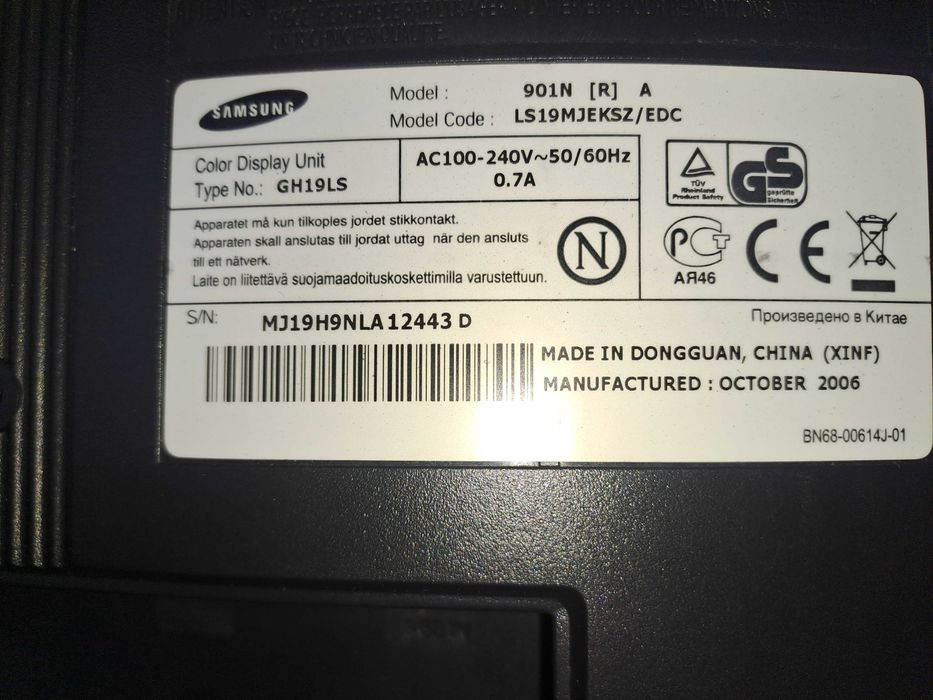 SAMSUNG
Model : 901N [R] A
Model Code : LS19MJEKSZ/EDC
Color Display Unit
Type No.: GH19LS
AC100-240V~50/60Hz
0.7A
TÜV
Rheinland
Product Safety
GS
geprüfte
Sicherheit
Apparatet må kun tilkoples jordet stikkontakt.
Apparaten skall anslutas till jordat uttag när den ansluts
till ett nätverk.
Laite on liitettävä suojamaadoituskoskettimilla varustettuun.
N
АЯ46
CE
S/N: MJ19H9NLA12443 D
Произведено в Китае
MADE IN DONGGUAN, CHINA (XINF)
MANUFACTURED : OCTOBER 2006
BN68-00614J-01